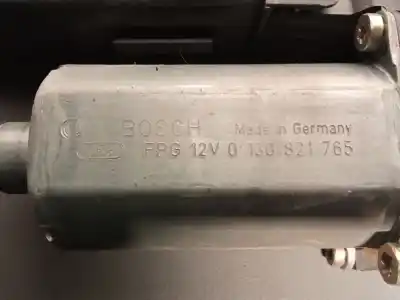 BOSCH Made in Germany
FPG 12V 0 130 821 765